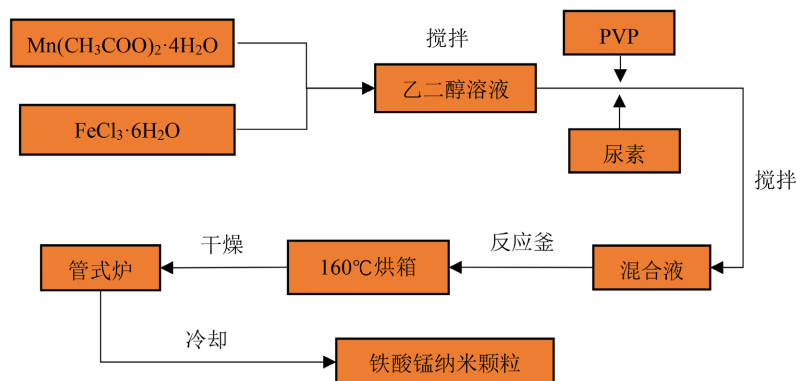 Mn(CH₃COO)₂·4H₂O
搅拌
PVP
乙二醇溶液
FeCl₃·6H₂O
尿素
搅拌
干燥
反应釜
管式炉
160℃烘箱
混合液
冷却
铁酸锰纳米颗粒